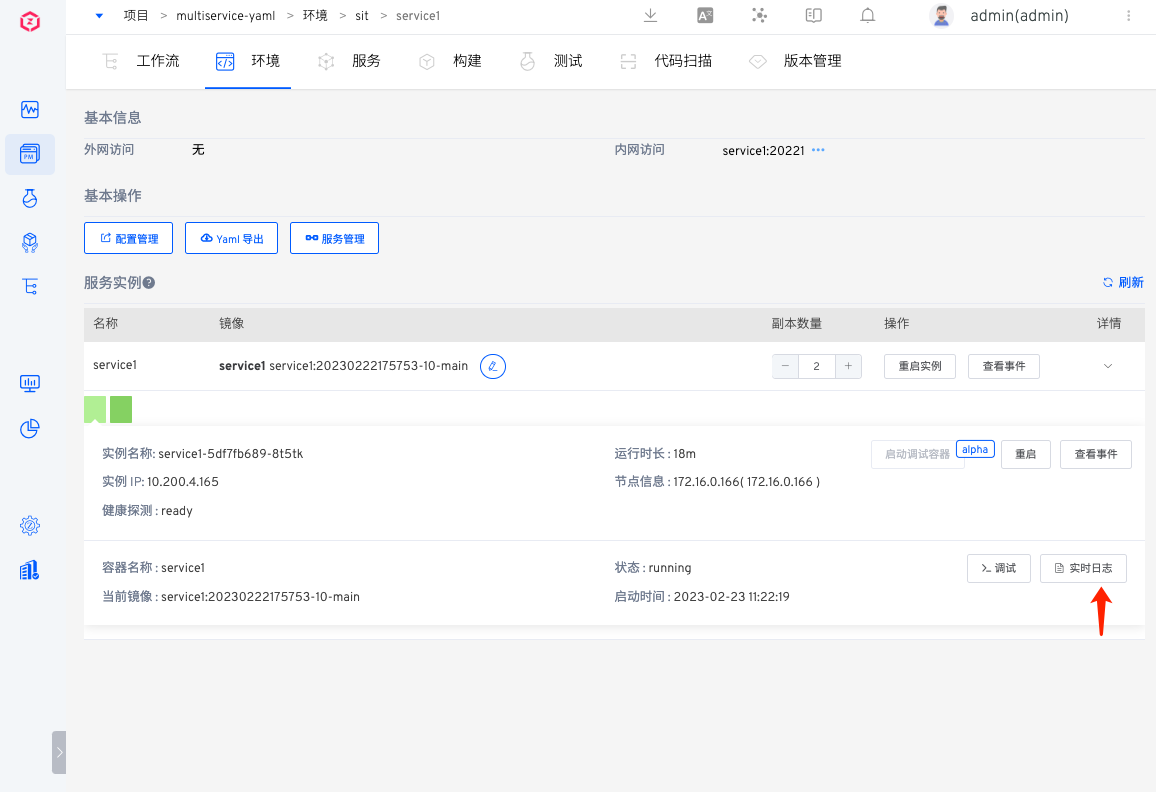 项目 > multiservice-yaml > 环境 > sit > service1 admin(admin)
工作流 环境 服务 构建 测试 代码扫描 版本管理
基本信息
外网访问 无 内网访问 service1:20221
基本操作
配置管理 Yaml 导出 服务管理
服务实例 刷新
名称 镜像 副本数量 操作 详情
service1 service1 service1:20230222175753-10-main 2 重启实例 查看事件
实例名称: service1-5df7fb689-8t5tk 运行时长 : 18m 启动调试容器 alpha 重启 查看事件
实例 IP: 10.200.4.165 节点信息 : 172.16.0.166( 172.16.0.166 )
健康探测 : ready
容器名称 : service1 状态 : running 调试 实时日志
当前镜像 : service1:20230222175753-10-main 启动时间 : 2023-02-23 11:22:19